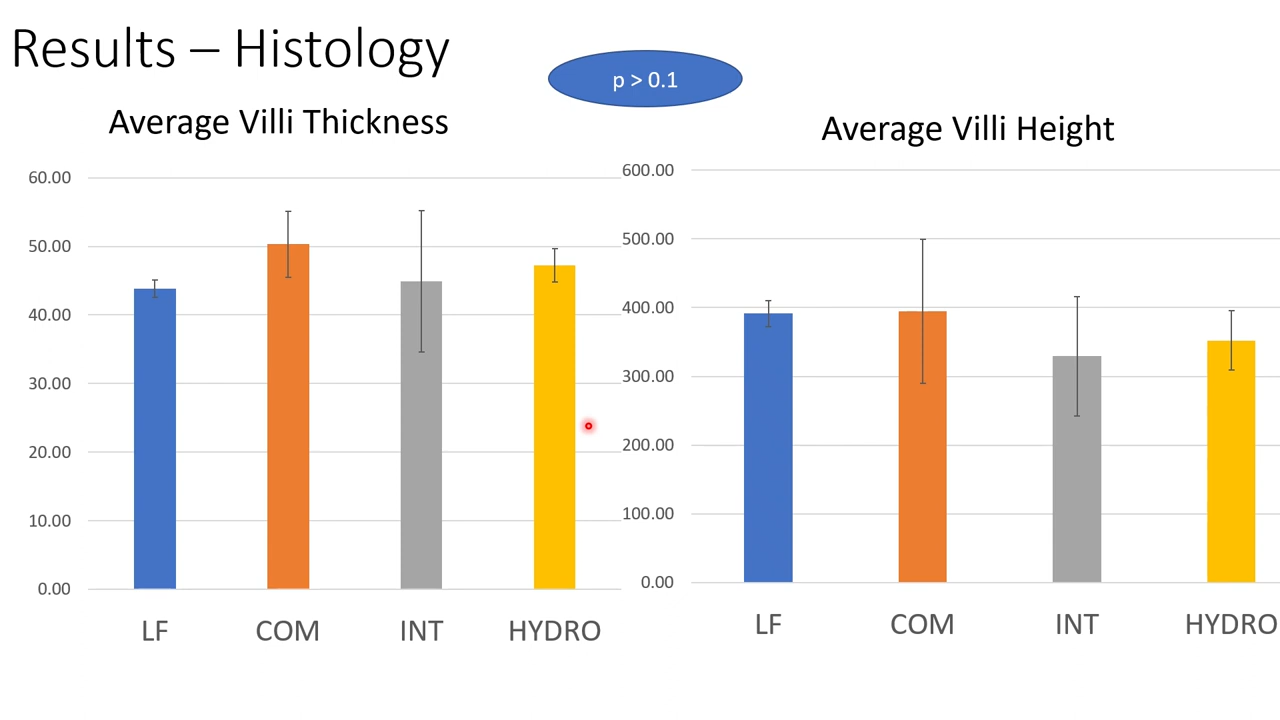 Results – Histology
p > 0.1
Average Villi Thickness
60.00
50.00
40.00
30.00
20.00
10.00
0.00
LF COM INT HYDRO
Average Villi Height
600.00
500.00
400.00
300.00
200.00
100.00
0.00
LF COM INT HYDRO